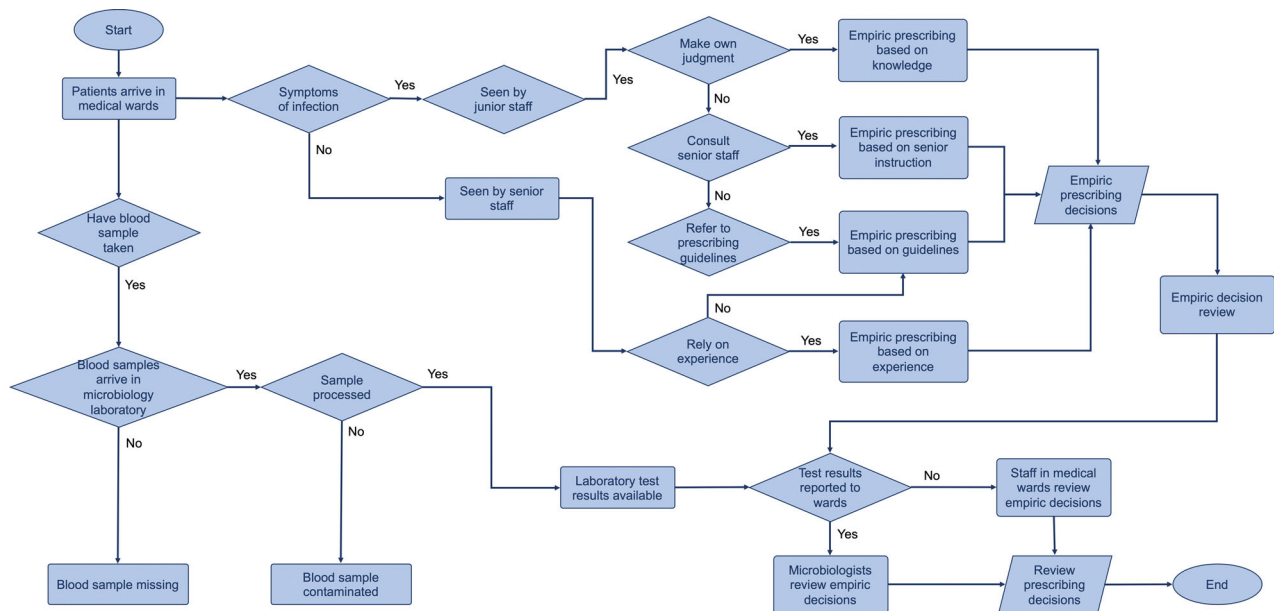 Start
Patients arrive in
medical wards
Symptoms
of infection
Yes
Seen by
junior staff
Yes
Make own
judgment
Yes
Empiric prescribing
based on
knowledge
No
Consult
senior staff
Yes
Empiric prescribing
based on senior
instruction
No
Seen by senior
staff
No
Refer to
prescribing
guidelines
Yes
Empiric prescribing
based on guidelines
Empiric
prescribing
decisions
Have blood
sample
taken
Yes
No
Rely on
experience
Yes
Empiric prescribing
based on
experience
Empiric decision
review
Blood samples
arrive in
microbiology
laboratory
Yes
Sample
processed
Yes
No
No
Laboratory test
results available
Test results
reported to
wards
No
Staff in medical
wards review
empiric decisions
Yes
Blood sample missing
Blood sample
contaminated
Microbiologists
review empiric
decisions
Review
prescribing
decisions
End